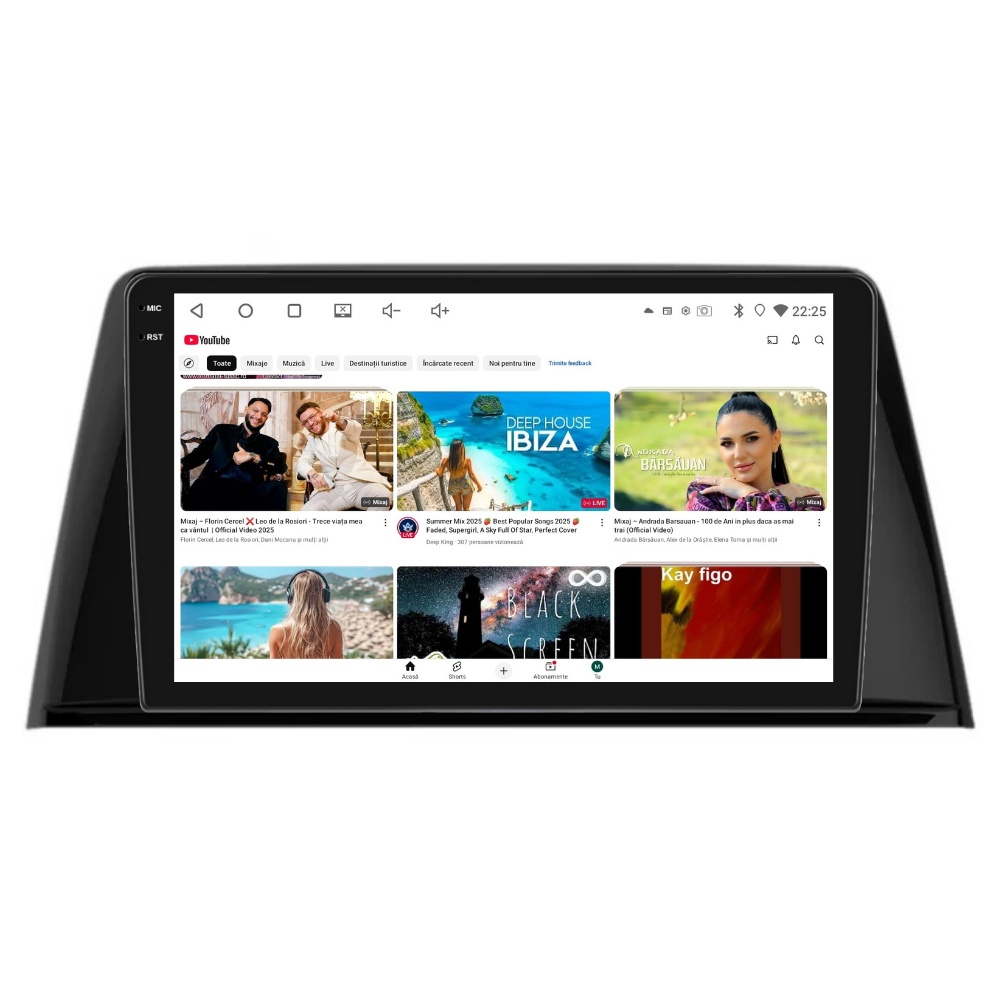 MIC
RST
22:25
YouTube
Toate
Mixaje
Muzică
Live
Destinații turistice
Încărcate recent
Noi pentru tine
Trimite feedback
Mixaj
DEEP HOUSE
IBIZA
LIVE
BĂRSĂUAN
Mixaj
Mixaj – Florin Cercel ❌ Leo de la Rosiori - Trece viața mea
ca vântul | Official Video 2025
Florin Cercel, Leo de la Rosiori, Dani Mocanu și mulți alții
LIVE
Summer Mix 2025 🍓 Best Popular Songs 2025 🍓
Faded, Supergirl, A Sky Full Of Star, Perfect Cover
Deep King · 307 persoane vizionează
Mixaj – Andrada Barsauan - 100 de Ani in plus daca as mai
trai (Official Video)
Andrada Bărsăuan, Alex de la Orăștie, Elena Toma și mulți alții
BLACK
SCREEN
Kay figo
Acasă
Shorts
Abonamente
M
Tu